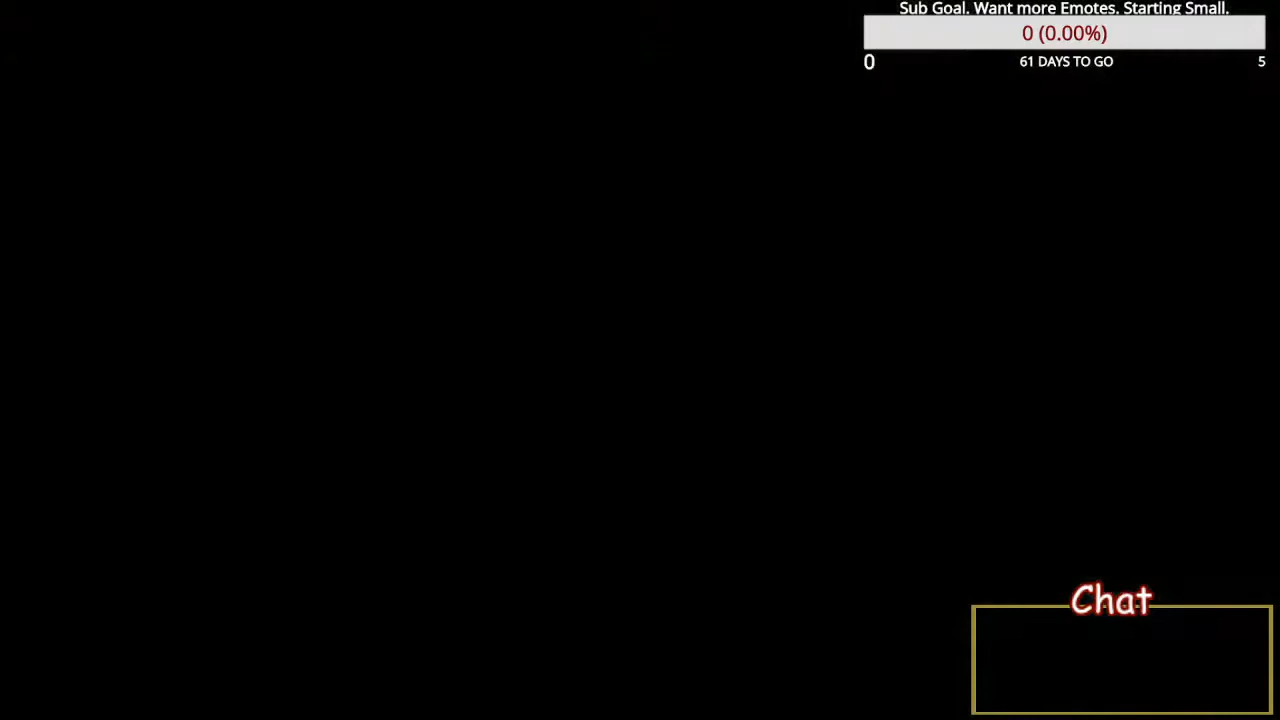 Sub Goal. Want more Emotes. Starting Small.
0 (0.00%)
0 61 DAYS TO GO 5
Chat